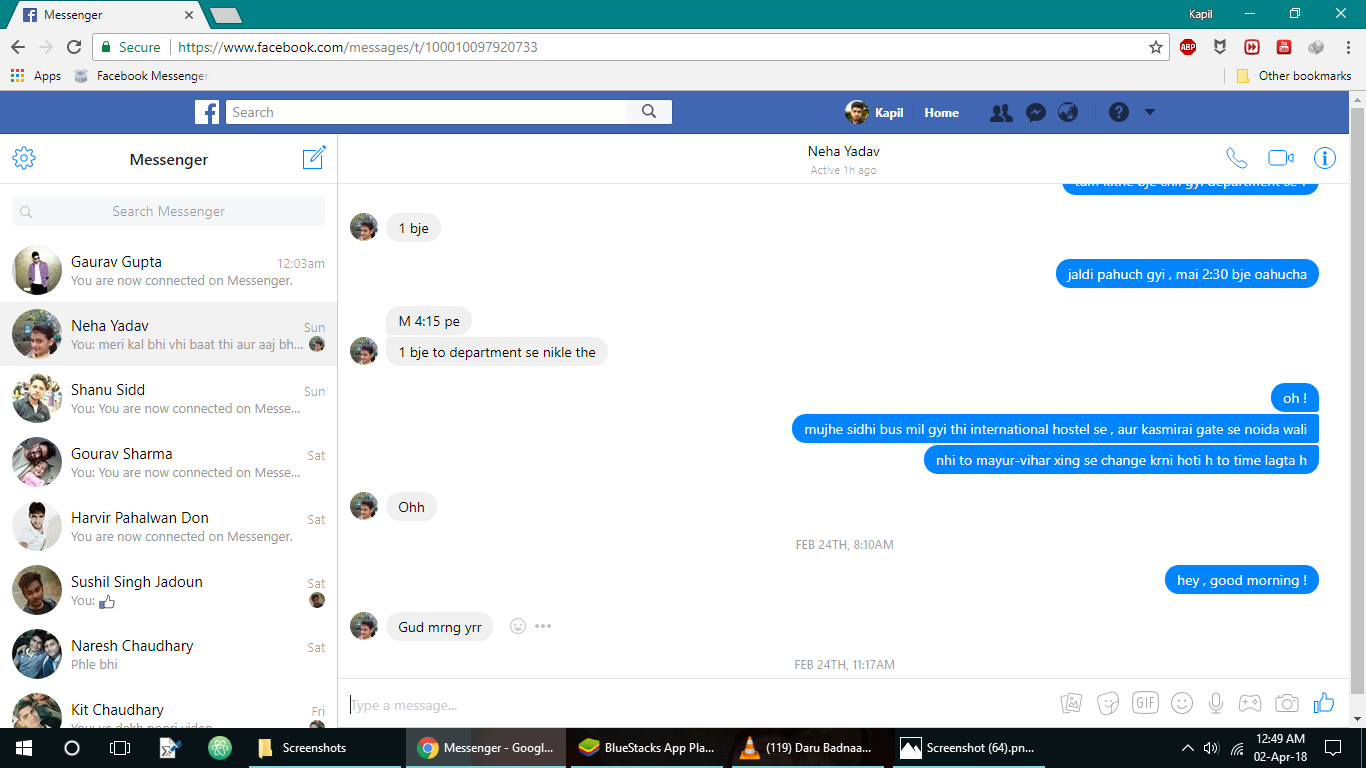 Messenger
Kapil
Secure
https://www.facebook.com/messages/t/100010097920733
ABP
Apps
Facebook Messenger
Other bookmarks
Search
Kapil
Home
Messenger
Neha Yadav
Active 1h ago
Search Messenger
Gaurav Gupta
12:03am
You are now connected on Messenger.
Neha Yadav
Sun
You: meri kal bhi vhi baat thi aur aaj bh...
Shanu Sidd
Sun
You: You are now connected on Messe...
Gourav Sharma
Sat
You: You are now connected on Messe...
Harvir Pahalwan Don
Sat
You are now connected on Messenger.
Sushil Singh Jadoun
Sat
You:
Naresh Chaudhary
Sat
Phle bhi
Kit Chaudhary
Fri
1 bje
jaldi pahuch gyi , mai 2:30 bje oahucha
M 4:15 pe
1 bje to department se nikle the
oh !
mujhe sidhi bus mil gyi thi international hostel se , aur kasmirai gate se noida wali
nhi to mayur-vihar xing se change krni hoti h to time lagta h
Ohh
FEB 24TH, 8:10AM
hey , good morning !
Gud mrng yrr
FEB 24TH, 11:17AM
Type a message...
GIF
Screenshots
Messenger - Googl...
BlueStacks App Pla...
(119) Daru Badnaa...
Screenshot (64).pn...
12:49 AM
02-Apr-18